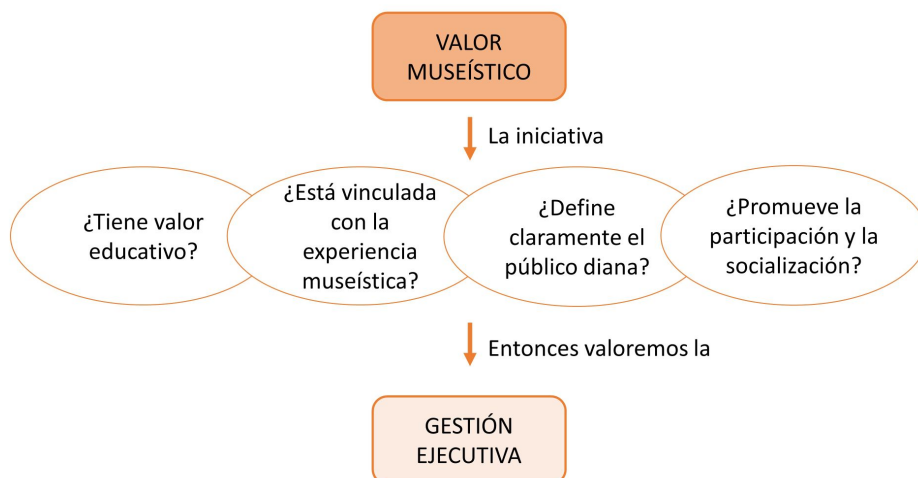 VALOR
MUSEÍSTICO
La iniciativa
¿Tiene valor
educativo?
¿Está vinculada
con la
experiencia
museística?
¿Define
claramente el
público diana?
¿Promueve la
participación y la
socialización?
Entonces valoremos la
GESTIÓN
EJECUTIVA